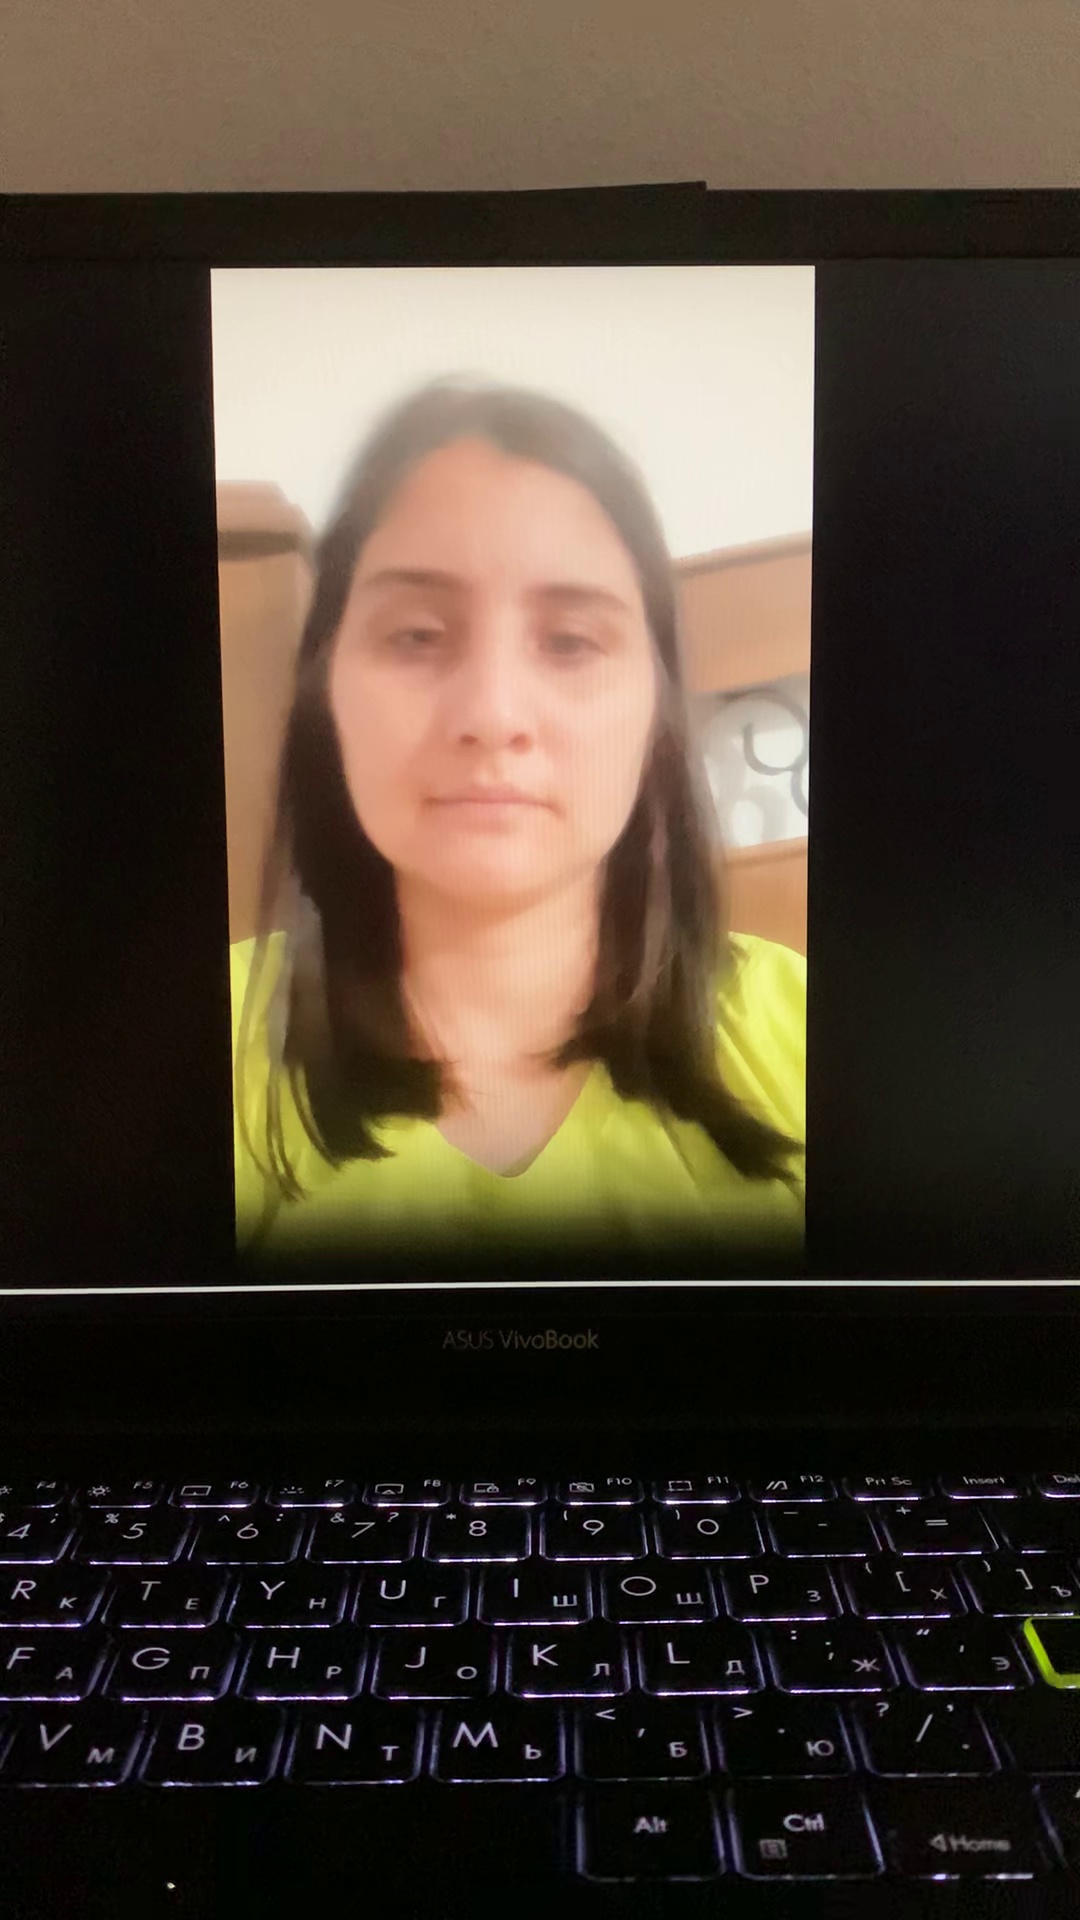 ASUS VivoBook
F4 F5 F6 F7 F8 F9 F10 F11 F12 Prt Sc Insert Del
4 ; % 5 ^ 6 : & 7 ? * 8 ( 9 ) 0 _ - + =
R К T Е Y Н U Г I Ш O Щ P З { [ Х } ] Ъ
F А G П H Р J О K Л L Д : ; Ж " ' Э
V М B И N Т M Ь < , Б > . Ю ? / , .
Alt Ctrl Home